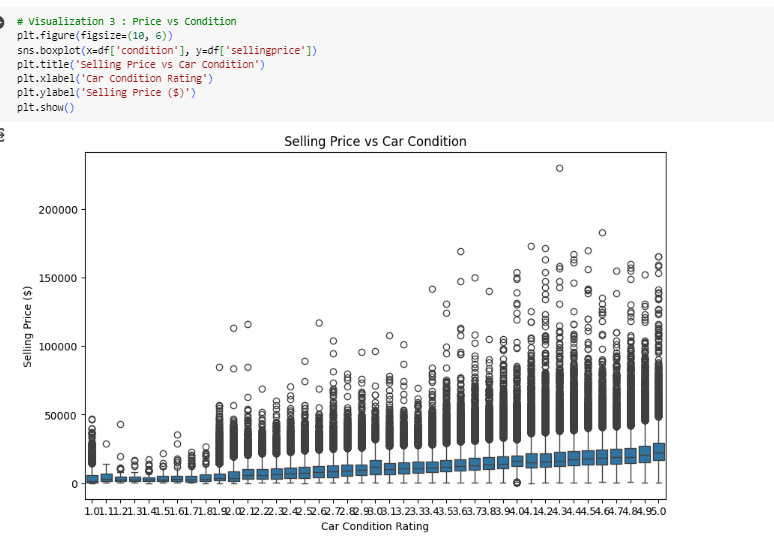 # Visualization 3 : Price vs Condition
plt.figure(figsize=(10, 6))
sns.boxplot(x=df['condition'], y=df['sellingprice'])
plt.title('Selling Price vs Car Condition')
plt.xlabel('Car Condition Rating')
plt.ylabel('Selling Price ($)')
plt.show()
Selling Price vs Car Condition
200000
150000
100000
50000
0
Selling Price ($)
1.01.11.21.31.41.51.61.71.81.92.02.12.22.32.42.52.62.72.82.93.03.13.23.33.43.53.63.73.83.94.04.14.24.34.44.54.64.74.84.95.0
Car Condition Rating